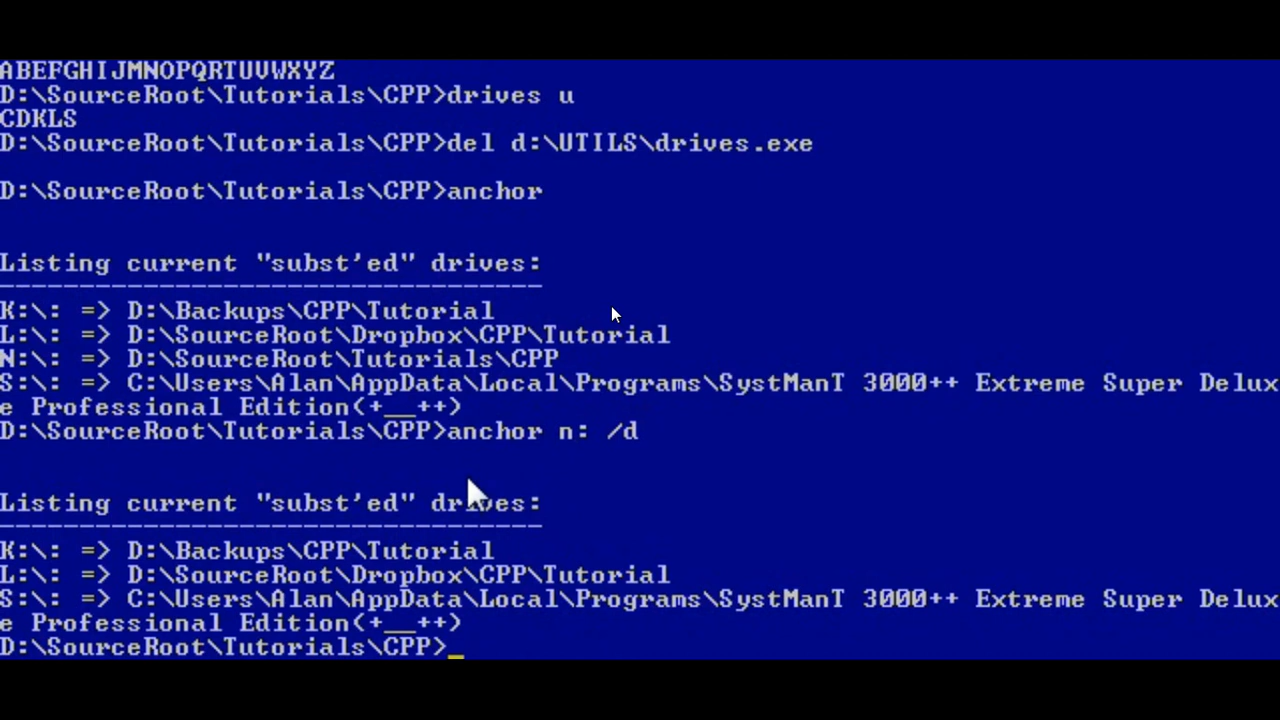 ABEFGHIJMNOPQRTUVWXYZ
D:\SourceRoot\Tutorials\CPP>drives u
CDKLS
D:\SourceRoot\Tutorials\CPP>del d:\UTILS\drives.exe
D:\SourceRoot\Tutorials\CPP>anchor
Listing current "subst'ed" drives:
----------------------------------
K:\: => D:\Backups\CPP\Tutorial
L:\: => D:\SourceRoot\Dropbox\CPP\Tutorial
N:\: => D:\SourceRoot\Tutorials\CPP
S:\: => C:\Users\Alan\AppData\Local\Programs\SystManT 3000++ Extreme Super Delux
e Professional Edition(+__++)
D:\SourceRoot\Tutorials\CPP>anchor n: /d
Listing current "subst'ed" drives:
----------------------------------
K:\: => D:\Backups\CPP\Tutorial
L:\: => D:\SourceRoot\Dropbox\CPP\Tutorial
S:\: => C:\Users\Alan\AppData\Local\Programs\SystManT 3000++ Extreme Super Delux
e Professional Edition(+__++)
D:\SourceRoot\Tutorials\CPP>_